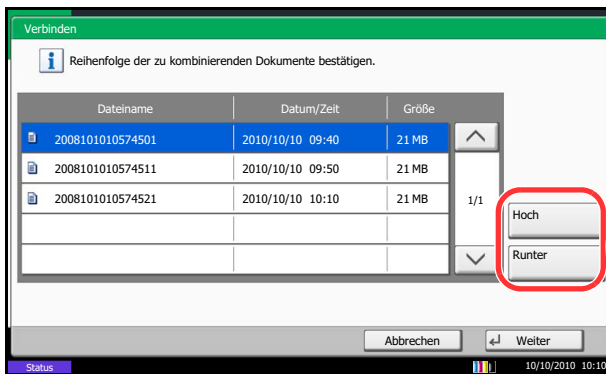 Verbinden
Reihenfolge der zu kombinierenden Dokumente bestätigen.
Dateiname Datum/Zeit Größe
2008101010574501 2010/10/10 09:40 21 MB
2008101010574511 2010/10/10 09:50 21 MB
2008101010574521 2010/10/10 10:10 21 MB
1/1
Hoch
Runter
Abbrechen Weiter
Status 10/10/2010 10:10